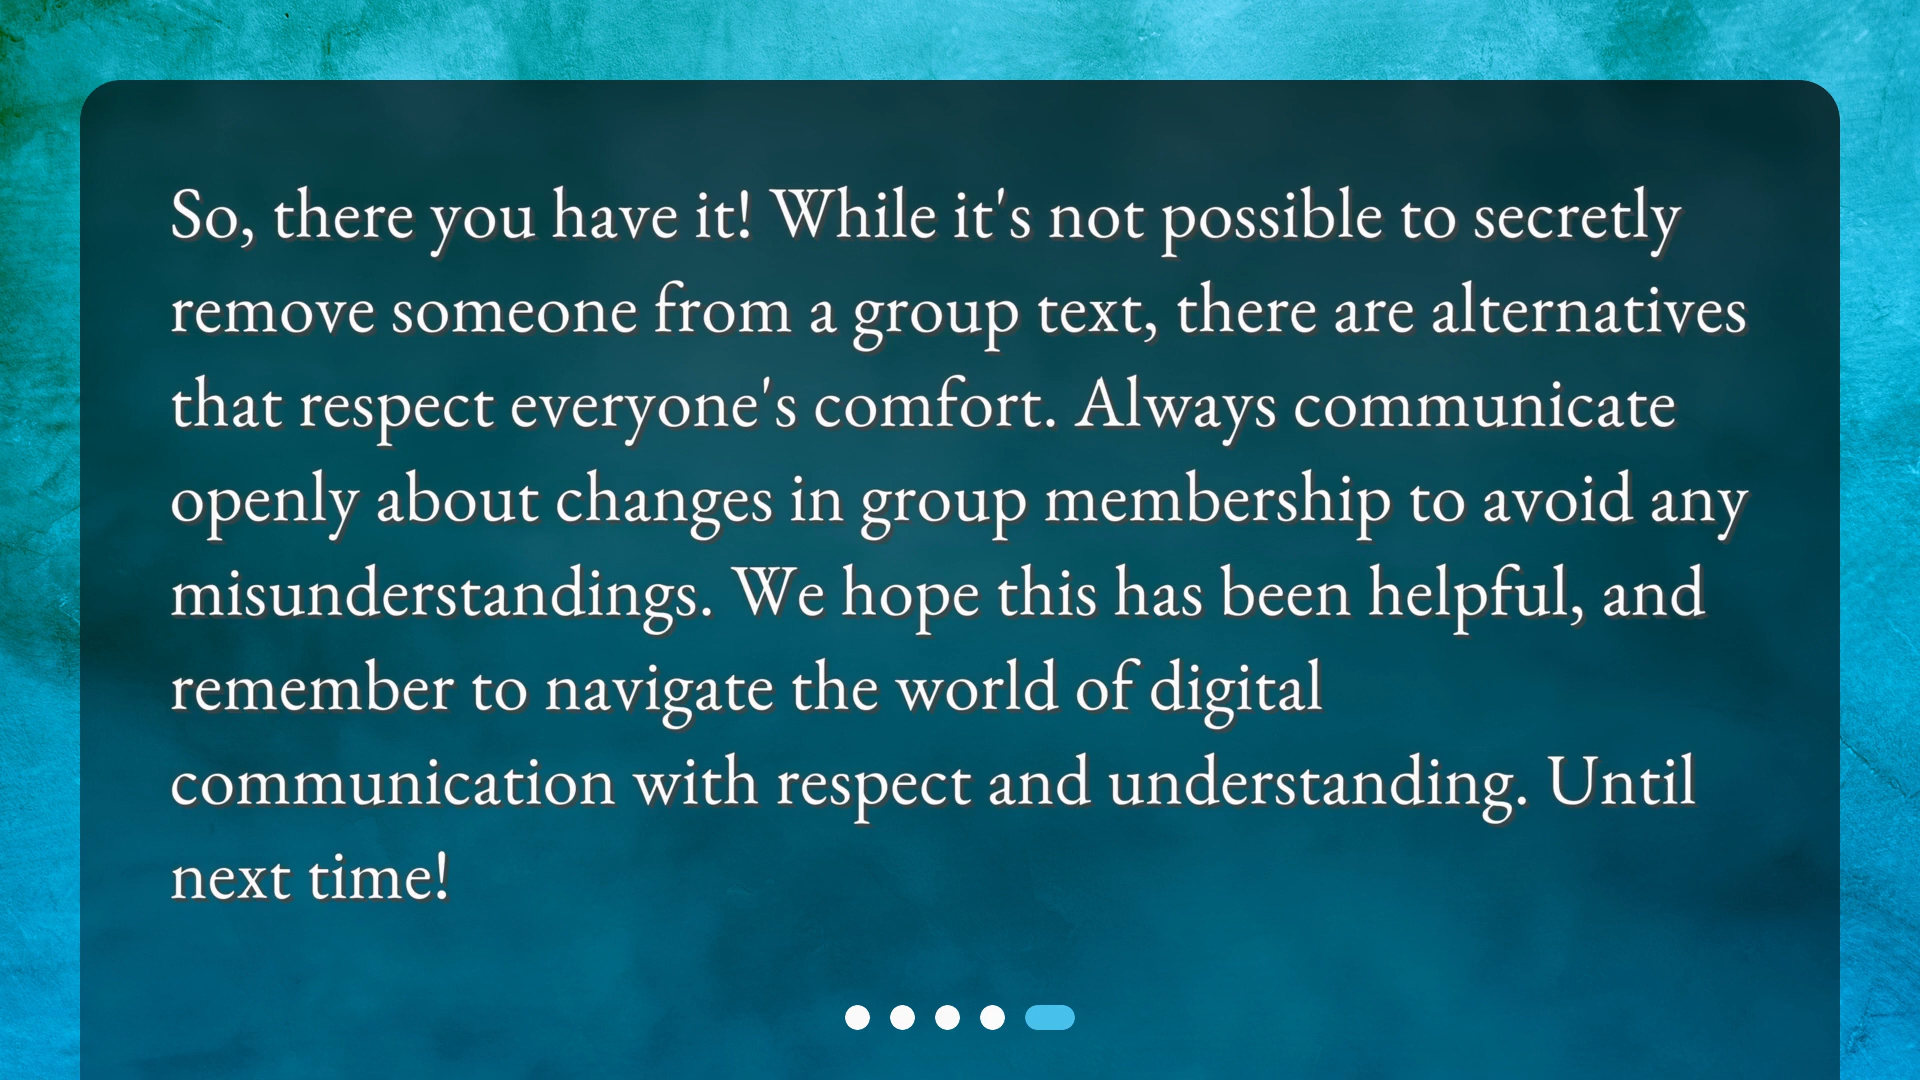 So, there you have it! While it's not possible to secretly
remove someone from a group text, there are alternatives
that respect everyone's comfort. Always communicate
openly about changes in group membership to avoid any
misunderstandings. We hope this has been helpful, and
remember to navigate the world of digital
communication with respect and understanding. Until
next time!